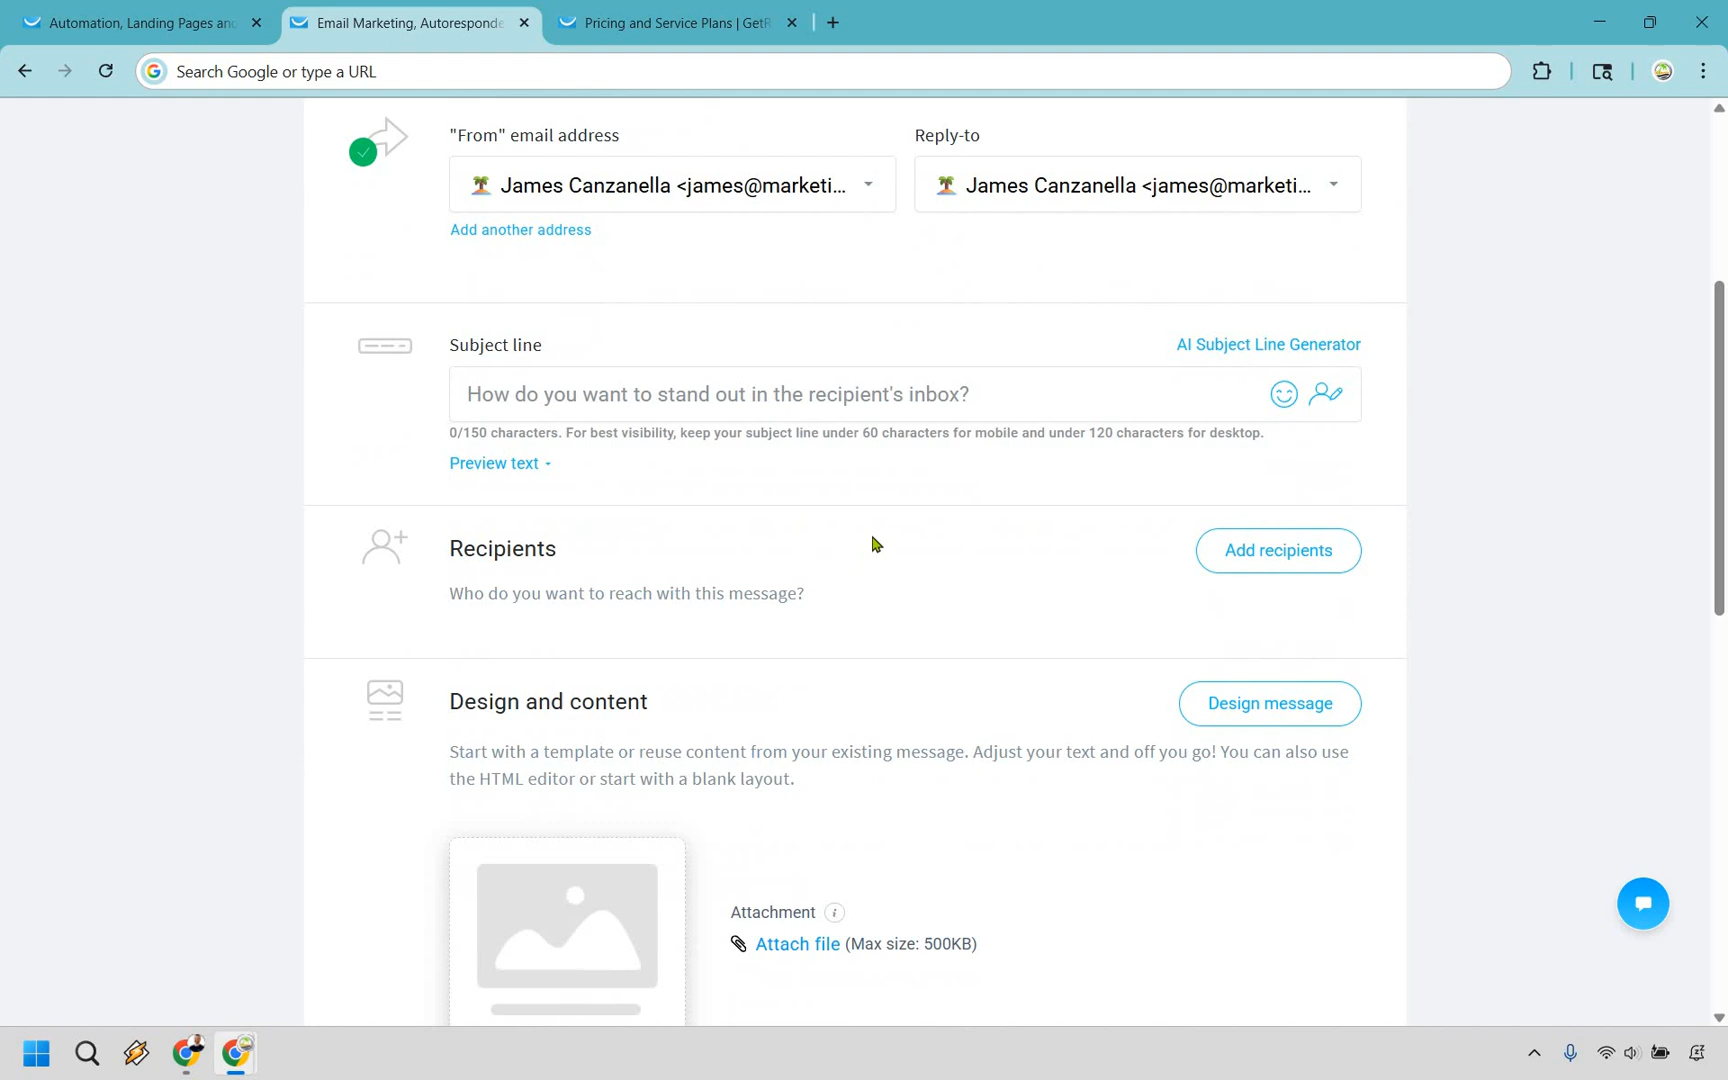 Automation, Landing Pages an
Email Marketing, Autoresponde
Pricing and Service Plans | GetR
Search Google or type a URL
"From" email address
Reply-to
James Canzanella <james@marketi...
James Canzanella <james@marketi...
Add another address
Subject line
AI Subject Line Generator
How do you want to stand out in the recipient's inbox?
0/150 characters. For best visibility, keep your subject line under 60 characters for mobile and under 120 characters for desktop.
Preview text
Recipients
Add recipients
Who do you want to reach with this message?
Design and content
Design message
Start with a template or reuse content from your existing message. Adjust your text and off you go! You can also use
the HTML editor or start with a blank layout.
Attachment
Attach file (Max size: 500KB)